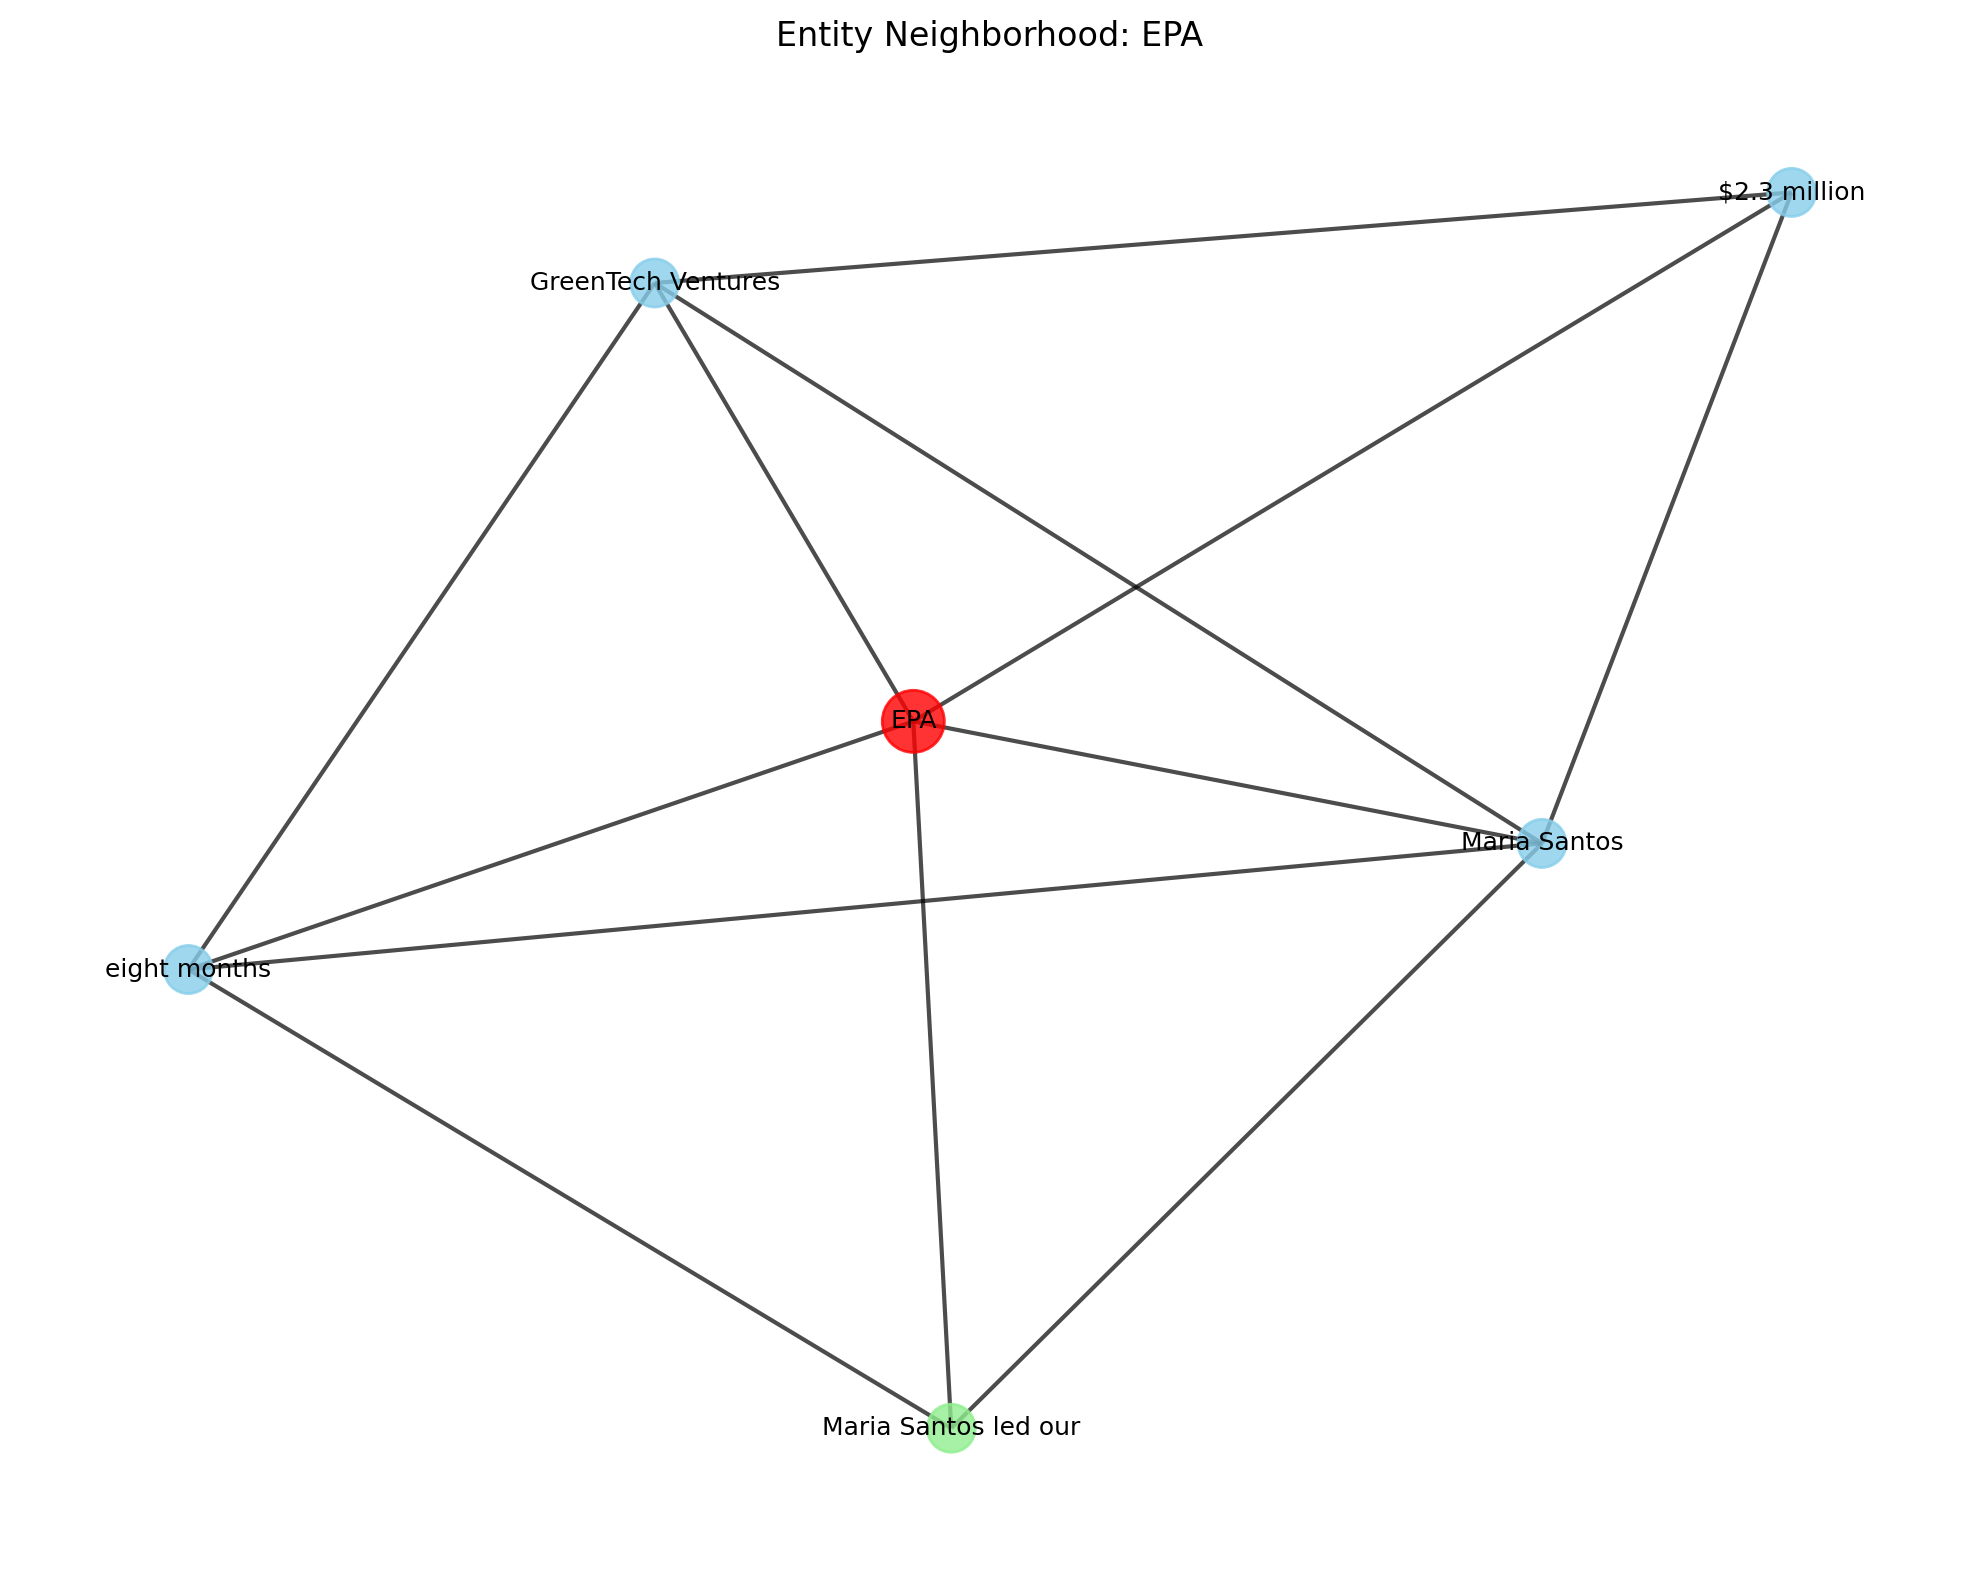 Entity Neighborhood: EPA
$2.3 million
GreenTech Ventures
EPA
Maria Santos
eight months
Maria Santos led our